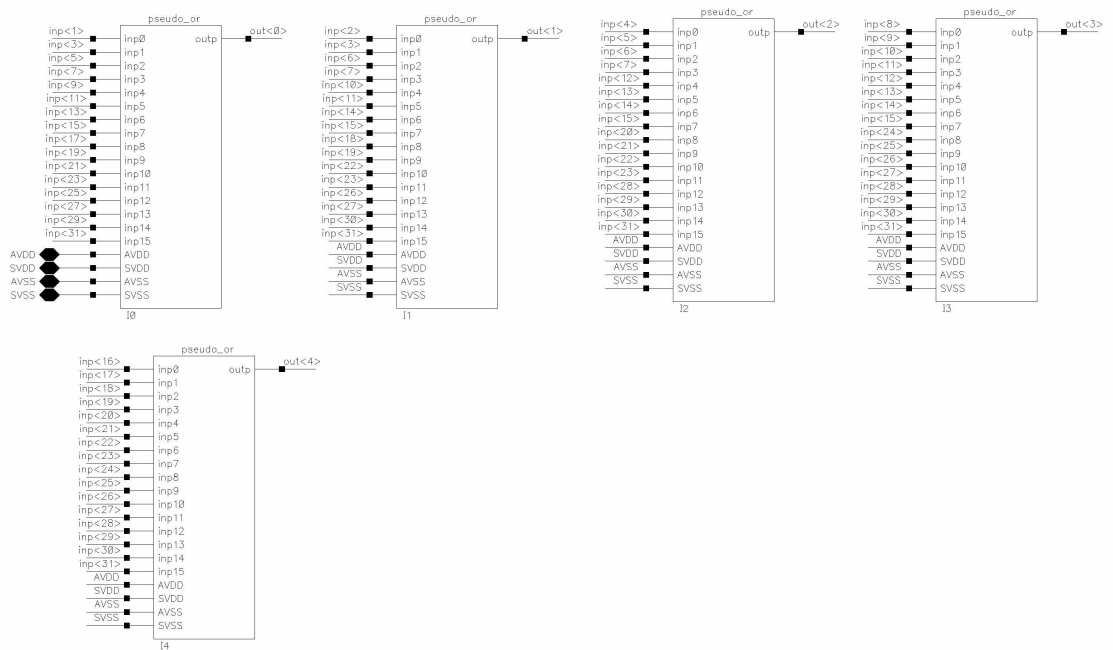 pseudo_or
inp<1> inp0 outp out<0>
inp<3> inp1
inp<5> inp2
inp<7> inp3
inp<9> inp4
inp<11> inp5
inp<13> inp6
inp<15> inp7
inp<17> inp8
inp<19> inp9
inp<21> inp10
inp<23> inp11
inp<25> inp12
inp<27> inp13
inp<29> inp14
inp<31> inp15
AVDD AVDD
SVDD SVDD
AVSS AVSS
SVSS SVSS
I0
pseudo_or
inp<2> inp0 outp out<1>
inp<3> inp1
inp<6> inp2
inp<7> inp3
inp<10> inp4
inp<11> inp5
inp<14> inp6
inp<15> inp7
inp<18> inp8
inp<19> inp9
inp<22> inp10
inp<23> inp11
inp<26> inp12
inp<27> inp13
inp<30> inp14
inp<31> inp15
AVDD AVDD
SVDD SVDD
AVSS AVSS
SVSS SVSS
I1
pseudo_or
inp<4> inp0 outp out<2>
inp<5> inp1
inp<6> inp2
inp<7> inp3
inp<12> inp4
inp<13> inp5
inp<14> inp6
inp<15> inp7
inp<20> inp8
inp<21> inp9
inp<22> inp10
inp<23> inp11
inp<28> inp12
inp<29> inp13
inp<30> inp14
inp<31> inp15
AVDD AVDD
SVDD SVDD
AVSS AVSS
SVSS SVSS
I2
pseudo_or
inp<8> inp0 outp out<3>
inp<9> inp1
inp<10> inp2
inp<11> inp3
inp<12> inp4
inp<13> inp5
inp<14> inp6
inp<15> inp7
inp<24> inp8
inp<25> inp9
inp<26> inp10
inp<27> inp11
inp<28> inp12
inp<29> inp13
inp<30> inp14
inp<31> inp15
AVDD AVDD
SVDD SVDD
AVSS AVSS
SVSS SVSS
I3
pseudo_or
inp<16> inp0 outp out<4>
inp<17> inp1
inp<18> inp2
inp<19> inp3
inp<20> inp4
inp<21> inp5
inp<22> inp6
inp<23> inp7
inp<24> inp8
inp<25> inp9
inp<26> inp10
inp<27> inp11
inp<28> inp12
inp<29> inp13
inp<30> inp14
inp<31> inp15
AVDD AVDD
SVDD SVDD
AVSS AVSS
SVSS SVSS
I4